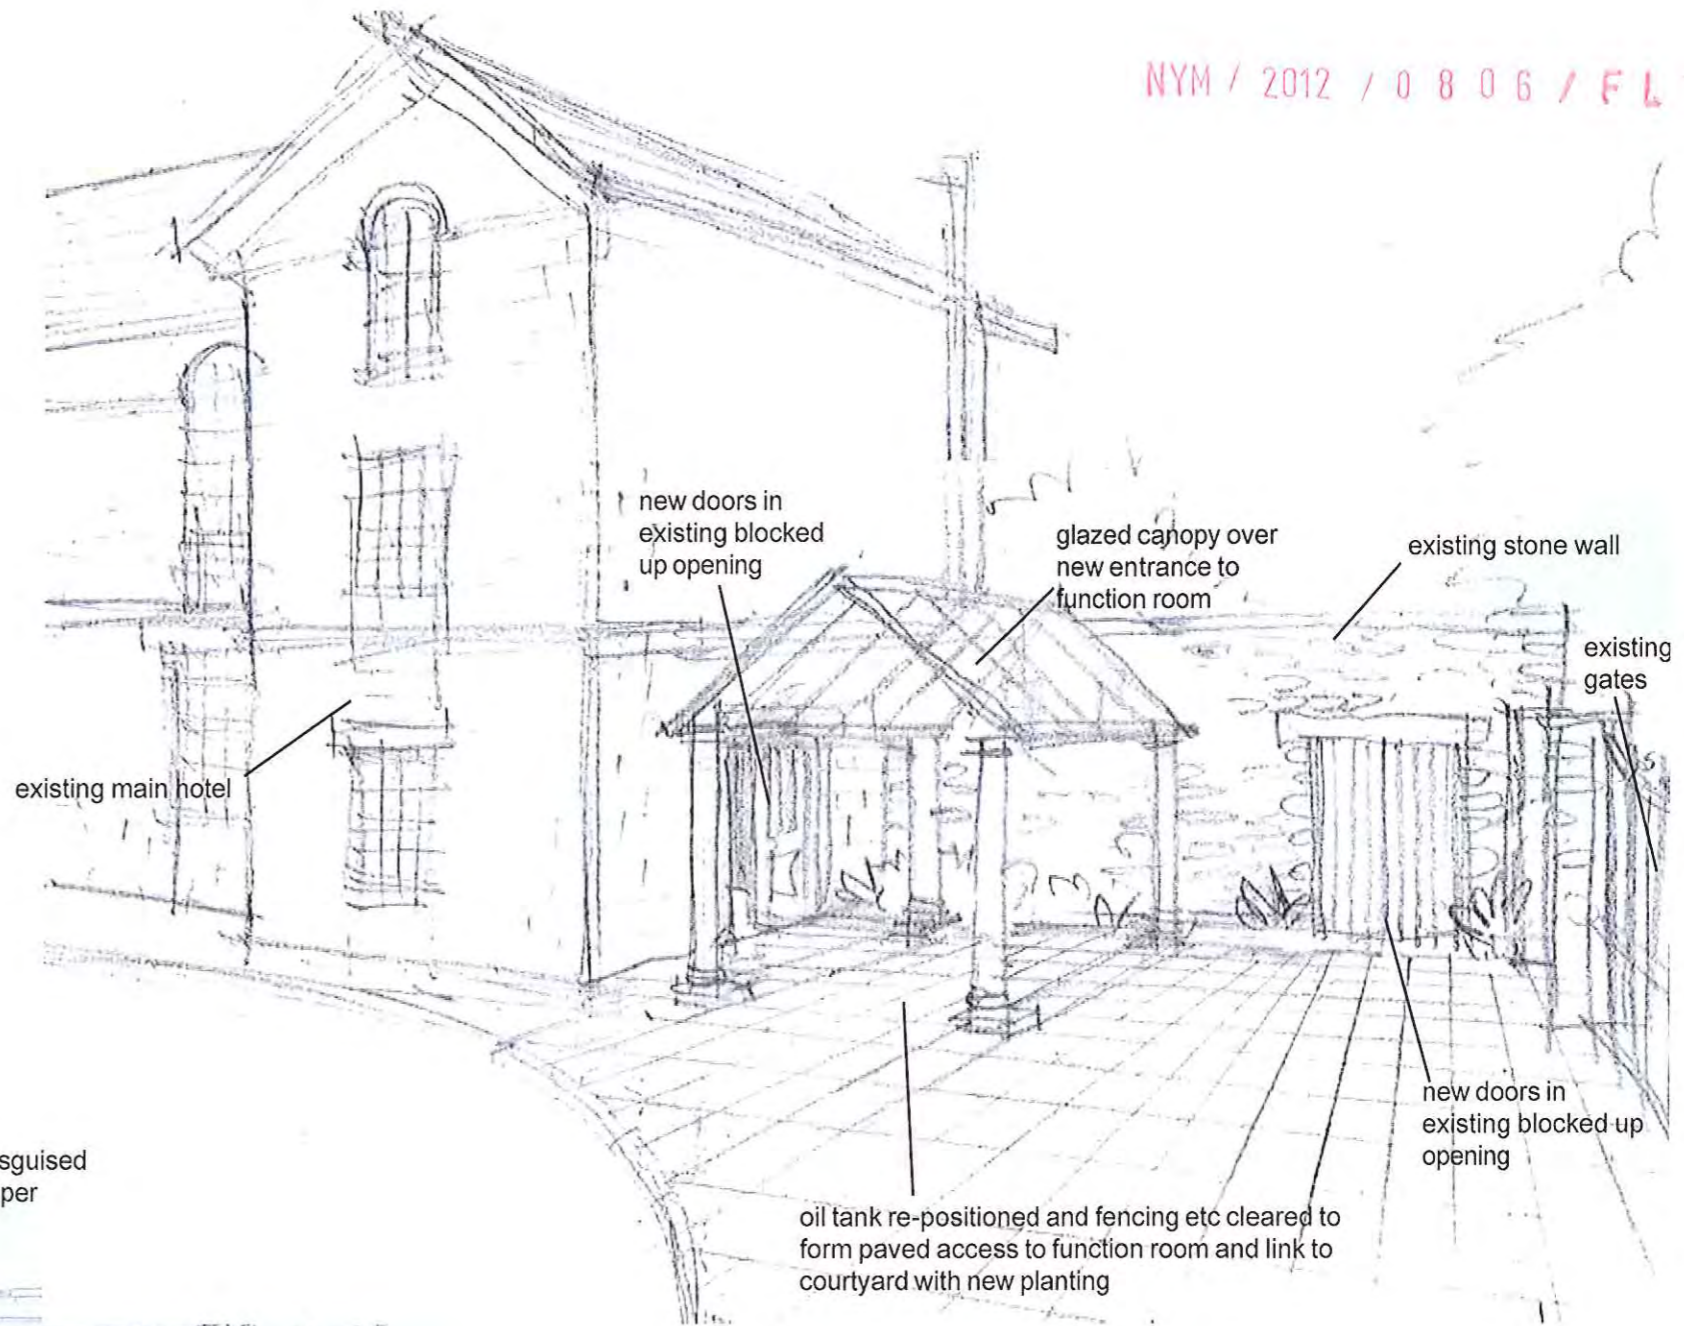 NYM / 2012 / 0 8 0 6 / F L
new doors in
existing blocked
up opening
glazed canopy over
new entrance to
function room
existing stone wall
existing
gates
existing main hotel
new doors in
existing blocked up
opening
sguised
per
oil tank re-positioned and fencing etc cleared to
form paved access to function room and link to
courtyard with new planting